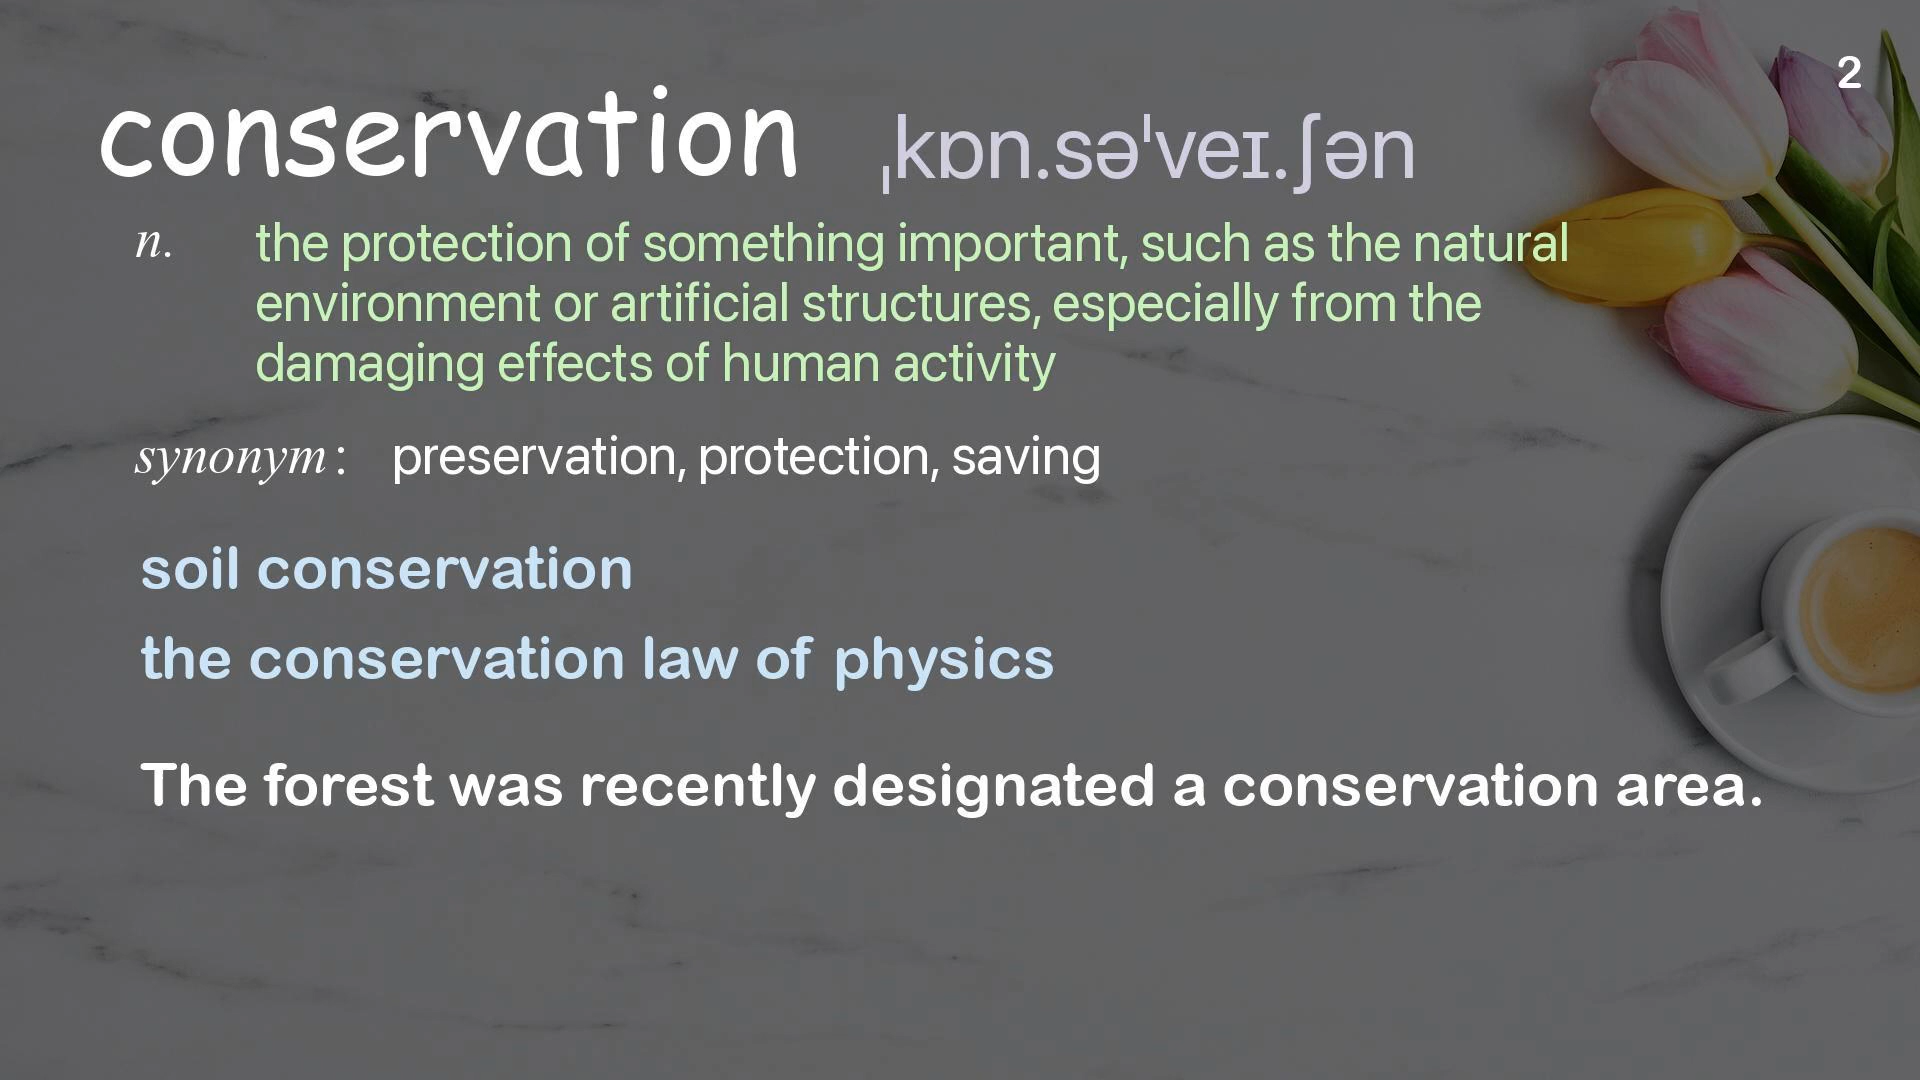 2
conservation ˌkɒn.səˈveɪ.ʃən
n. the protection of something important, such as the natural
environment or artificial structures, especially from the
damaging effects of human activity
synonym: preservation, protection, saving
soil conservation
the conservation law of physics
The forest was recently designated a conservation area.